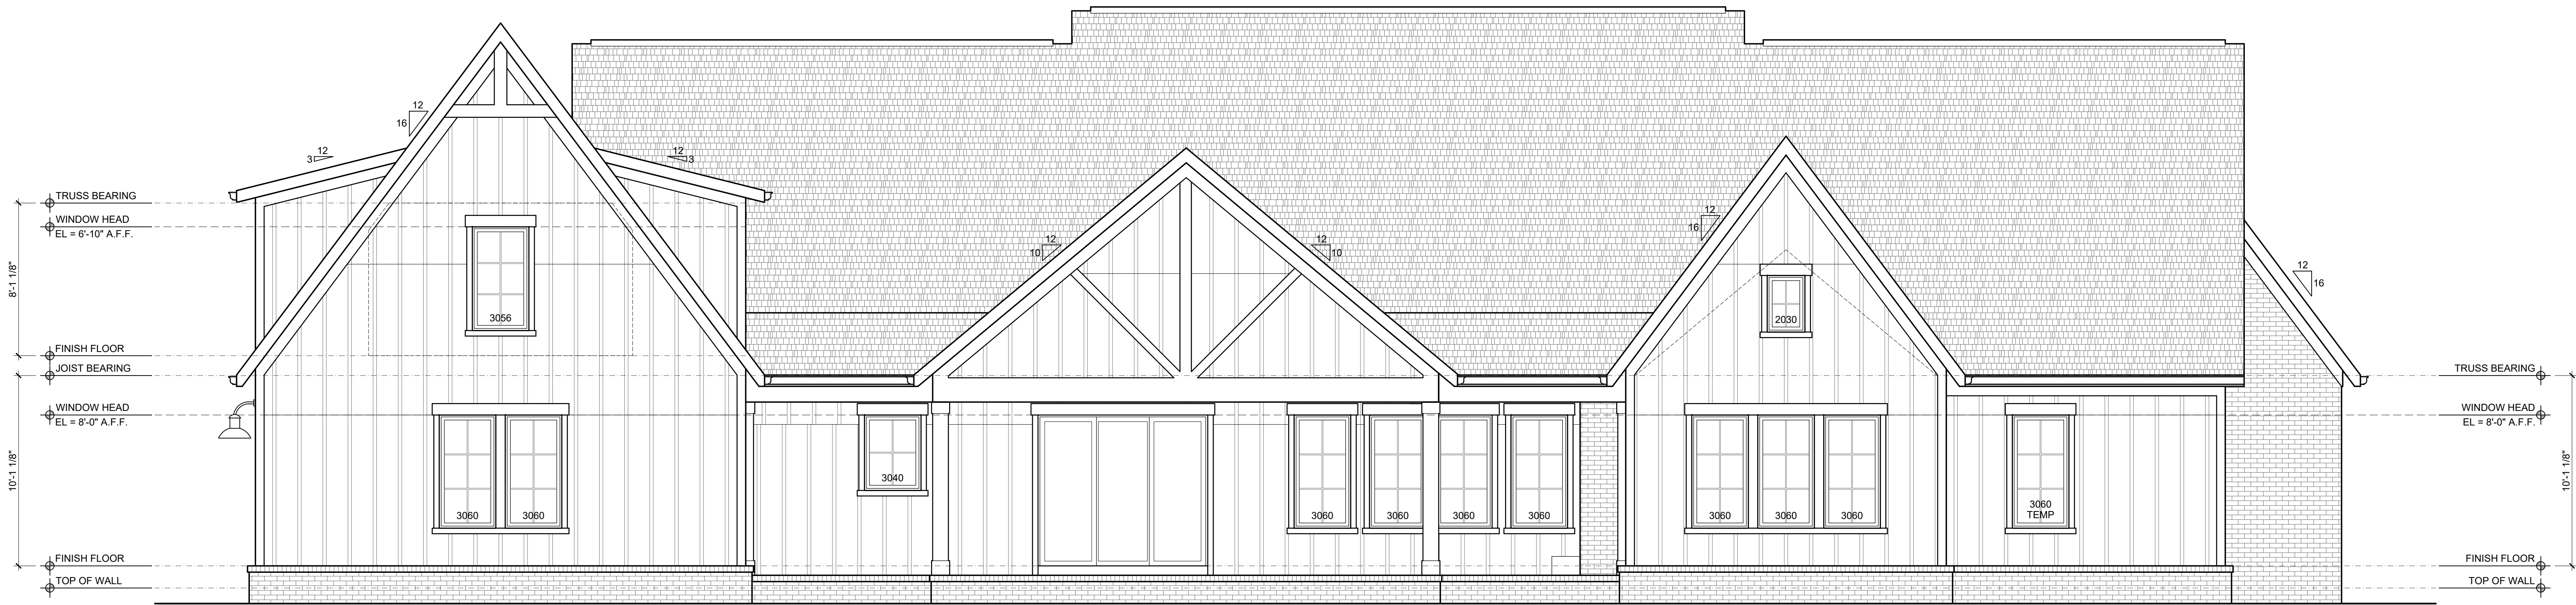 12
16
12
3
12
3
TRUSS BEARING
WINDOW HEAD
EL = 6'-10" A.F.F.
8'-1 1/8"
12
16
12
10
12
10
12
16
3056
2030
FINISH FLOOR
JOIST BEARING
TRUSS BEARING
WINDOW HEAD
EL = 8'-0" A.F.F.
WINDOW HEAD
EL = 8'-0" A.F.F.
10'-1 1/8"
10'-1 1/8"
3040
3060
3060
3060
3060
3060
3060
3060
3060
3060
3060
TEMP
FINISH FLOOR
TOP OF WALL
FINISH FLOOR
TOP OF WALL